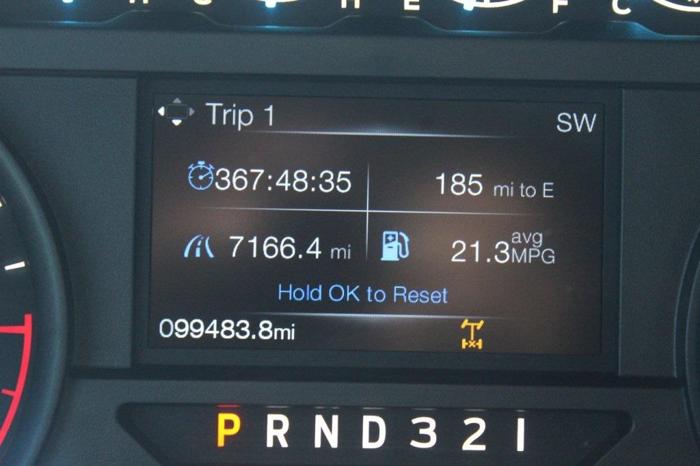 H E F C
Trip 1 SW
367:48:35 185 mi to E
7166.4 mi 21.3 avg MPG
Hold OK to Reset
099483.8mi
P R N D 3 2 1